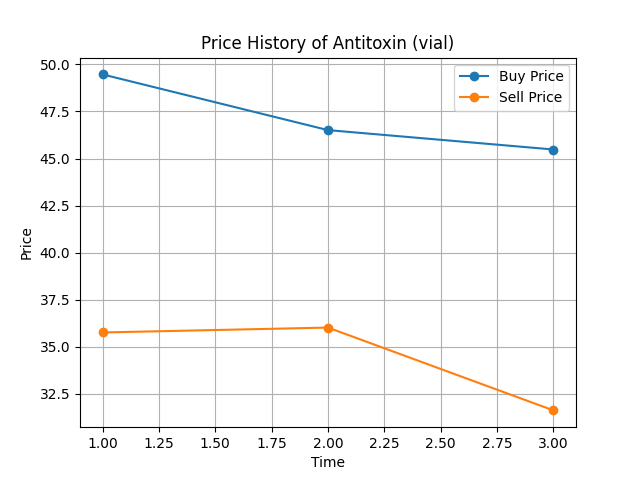 Price History of Antitoxin (vial)
Buy Price
Sell Price
50.0
47.5
45.0
42.5
40.0
37.5
35.0
32.5
Price
1.00 1.25 1.50 1.75 2.00 2.25 2.50 2.75 3.00
Time